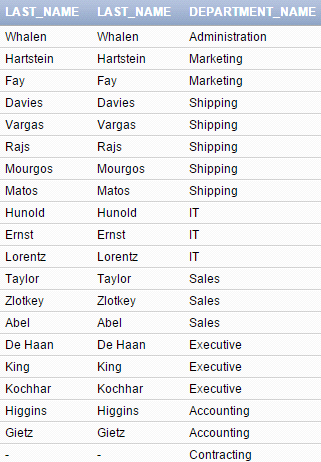 LAST_NAME LAST_NAME DEPARTMENT_NAME
Whalen Whalen Administration
Hartstein Hartstein Marketing
Fay Fay Marketing
Davies Davies Shipping
Vargas Vargas Shipping
Rajs Rajs Shipping
Mourgos Mourgos Shipping
Matos Matos Shipping
Hunold Hunold IT
Ernst Ernst IT
Lorentz Lorentz IT
Taylor Taylor Sales
Zlotkey Zlotkey Sales
Abel Abel Sales
De Haan De Haan Executive
King King Executive
Kochhar Kochhar Executive
Higgins Higgins Accounting
Gietz Gietz Accounting
- - Contracting